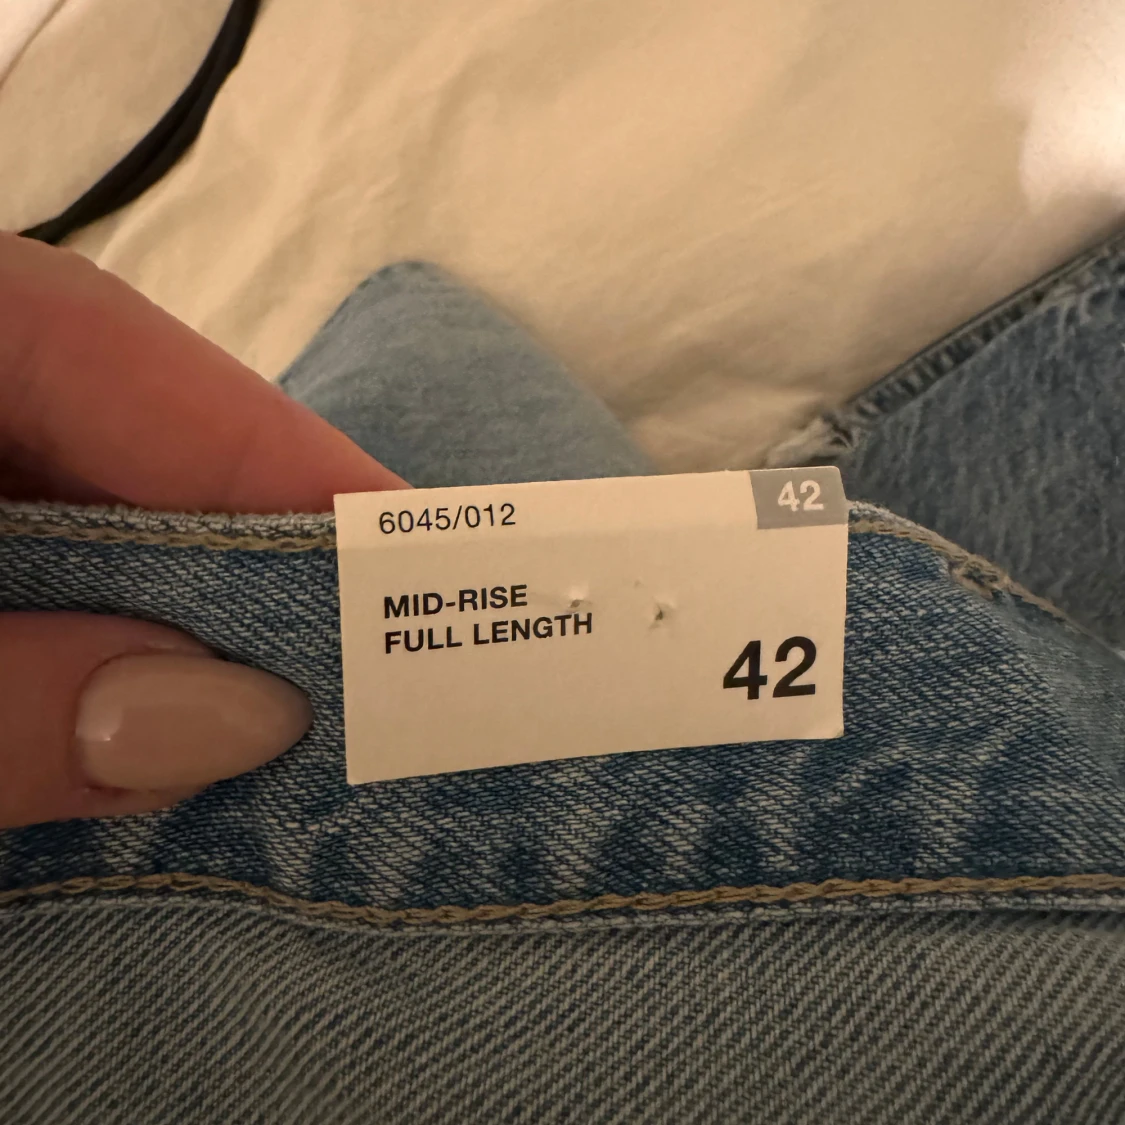 6045/012
42
MID-RISE
FULL LENGTH
42